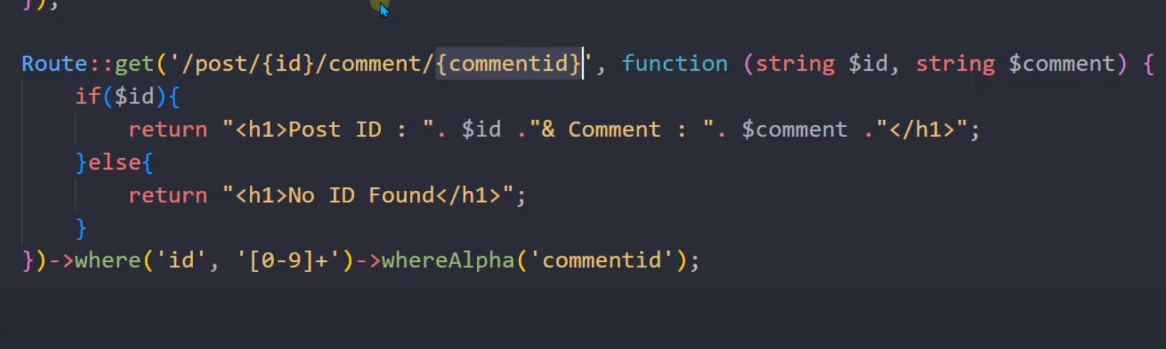 });
Route::get('/post/{id}/comment/{commentid}', function (string $id, string $comment) {
    if($id){
        return "<h1>Post ID : ". $id ."& Comment : ". $comment ."</h1>";
    }else{
        return "<h1>No ID Found</h1>";
    }
})->where('id', '[0-9]+')->whereAlpha('commentid');